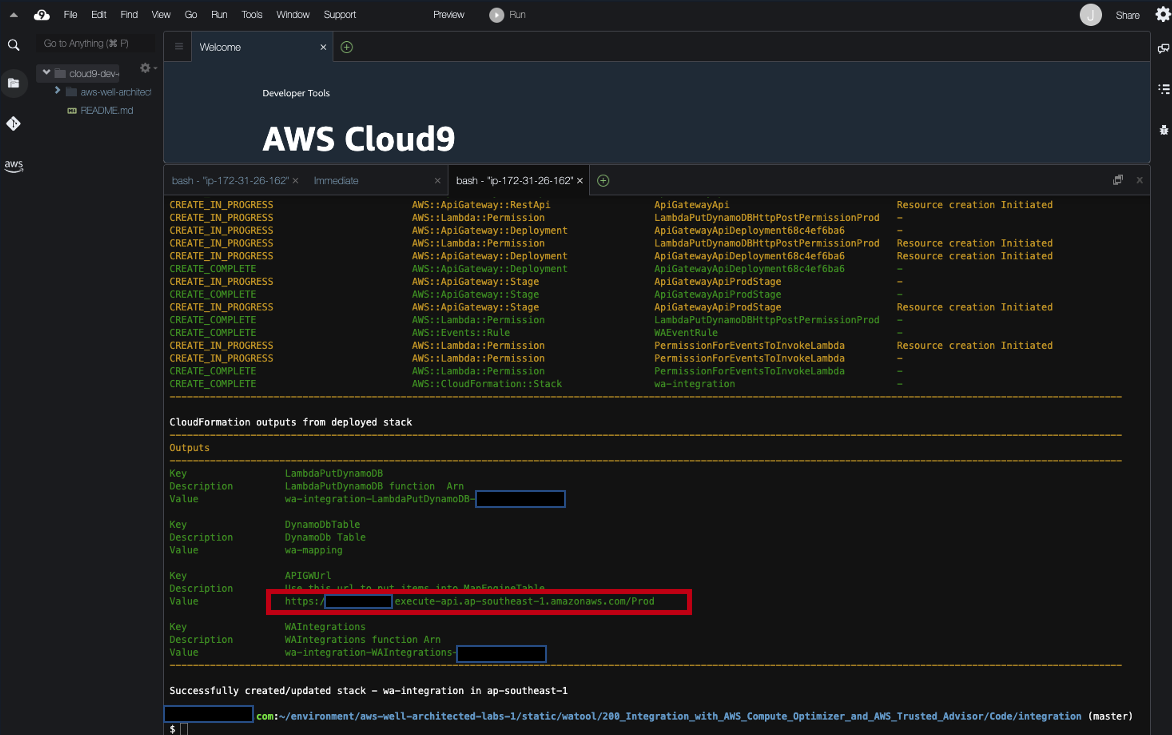 File Edit Find View Go Run Tools Window Support Preview Run J Share
Go to Anything (⌘ P)
Welcome
cloud9-dev-
aws-well-architect
README.md
aws
Developer Tools
AWS Cloud9
bash - "ip-172-31-26-162" Immediate bash - "ip-172-31-26-162"
CREATE_IN_PROGRESS AWS::ApiGateway::RestApi ApiGatewayApi Resource creation Initiated
CREATE_IN_PROGRESS AWS::Lambda::Permission LambdaPutDynamoDBHttpPostPermissionProd -
CREATE_IN_PROGRESS AWS::ApiGateway::Deployment ApiGatewayApiDeployment68c4ef6ba6 -
CREATE_IN_PROGRESS AWS::Lambda::Permission LambdaPutDynamoDBHttpPostPermissionProd Resource creation Initiated
CREATE_IN_PROGRESS AWS::ApiGateway::Deployment ApiGatewayApiDeployment68c4ef6ba6 Resource creation Initiated
CREATE_COMPLETE AWS::ApiGateway::Deployment ApiGatewayApiDeployment68c4ef6ba6 -
CREATE_IN_PROGRESS AWS::ApiGateway::Stage ApiGatewayApiProdStage -
CREATE_COMPLETE AWS::ApiGateway::Stage ApiGatewayApiProdStage -
CREATE_IN_PROGRESS AWS::ApiGateway::Stage ApiGatewayApiProdStage Resource creation Initiated
CREATE_COMPLETE AWS::Lambda::Permission LambdaPutDynamoDBHttpPostPermissionProd -
CREATE_COMPLETE AWS::Events::Rule WAEventRule -
CREATE_IN_PROGRESS AWS::Lambda::Permission PermissionForEventsToInvokeLambda Resource creation Initiated
CREATE_IN_PROGRESS AWS::Lambda::Permission PermissionForEventsToInvokeLambda -
CREATE_COMPLETE AWS::Lambda::Permission PermissionForEventsToInvokeLambda -
CREATE_COMPLETE AWS::CloudFormation::Stack wa-integration -
CloudFormation outputs from deployed stack
Outputs
Key LambdaPutDynamoDB
Description LambdaPutDynamoDB function Arn
Value wa-integration-LambdaPutDynamoDB-
Key DynamoDbTable
Description DynamoDb Table
Value wa-mapping
Key APIGWUrl
Description Use this url to put items into MapEngineTable
Value https:/ execute-api.ap-southeast-1.amazonaws.com/Prod
Key WAIntegrations
Description WAIntegrations function Arn
Value wa-integration-WAIntegrations-
Successfully created/updated stack - wa-integration in ap-southeast-1
com:~/environment/aws-well-architected-labs-1/static/watool/200_Integration_with_AWS_Compute_Optimizer_and_AWS_Trusted_Advisor/Code/integration (master)
$